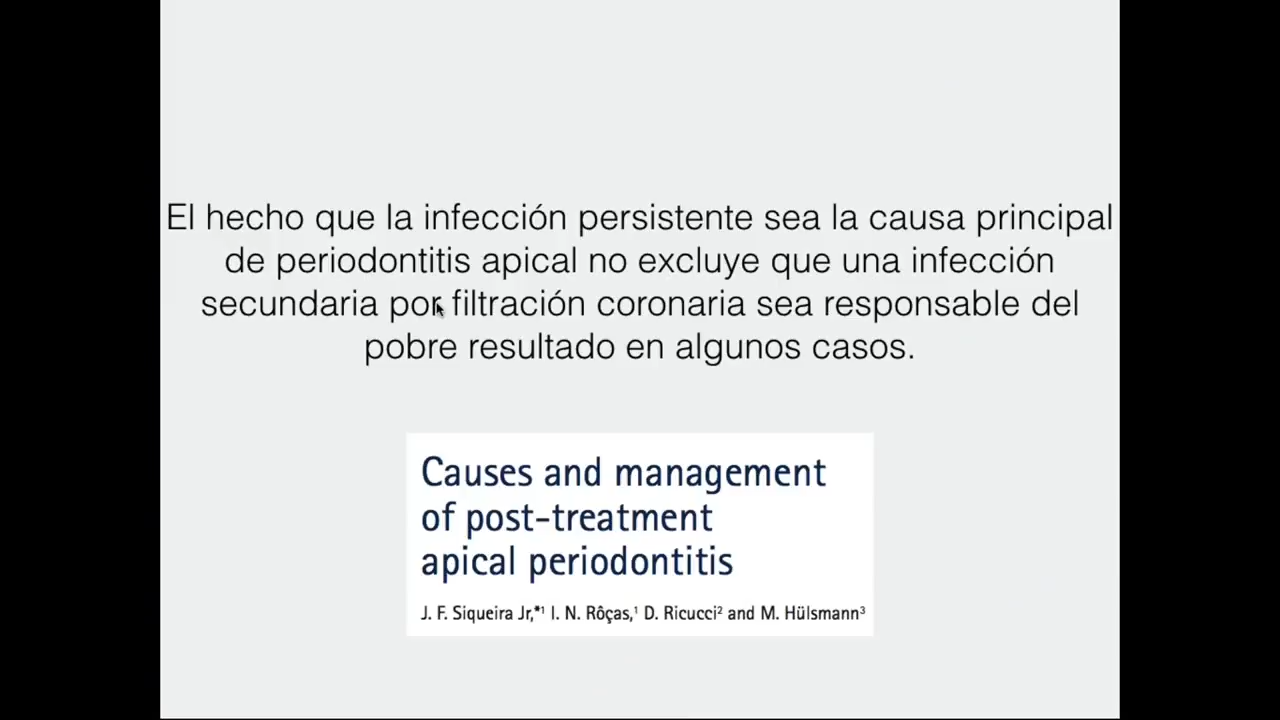 El hecho que la infección persistente sea la causa principal
de periodontitis apical no excluye que una infección
secundaria por filtración coronaria sea responsable del
pobre resultado en algunos casos.
Causes and management
of post-treatment
apical periodontitis
J. F. Siqueira Jr,*¹ I. N. Rôças,¹ D. Ricucci² and M. Hülsmann³